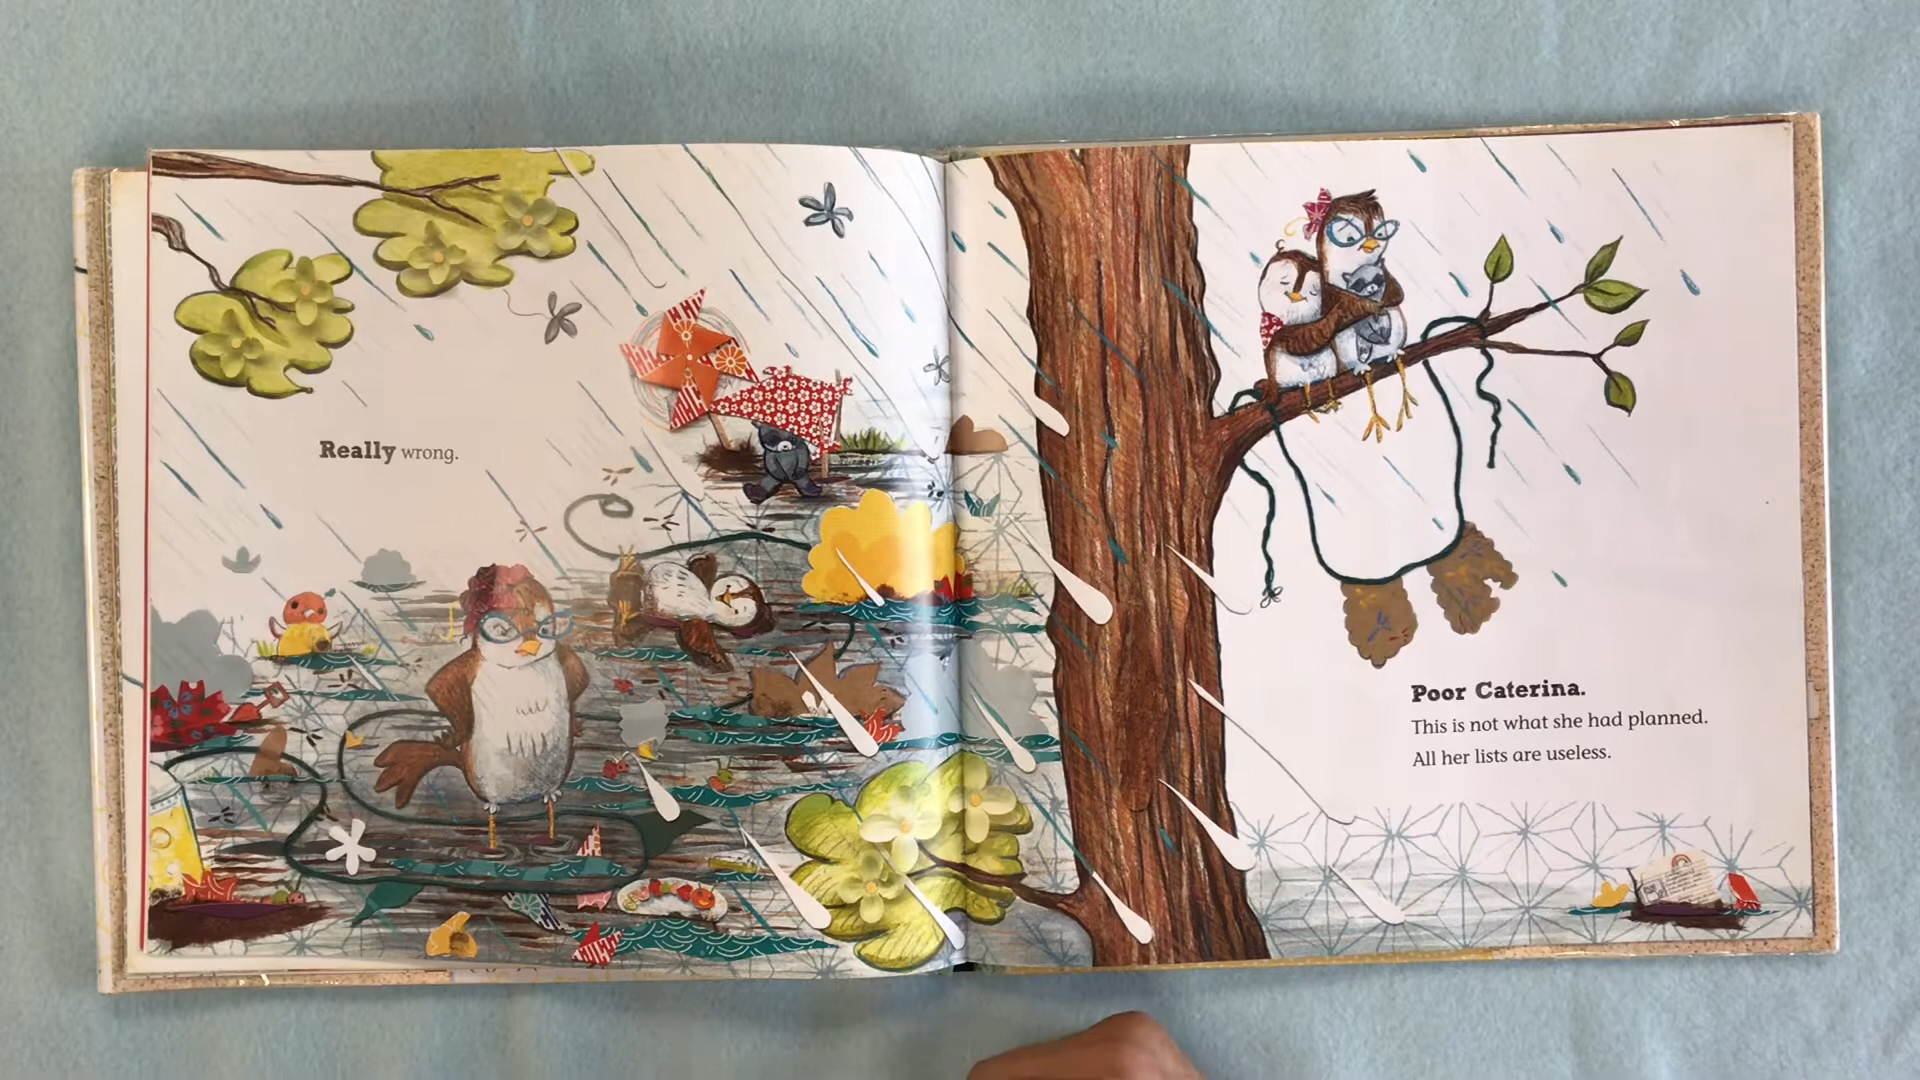 Really wrong.
Poor Caterina.
This is not what she had planned.
All her lists are useless.